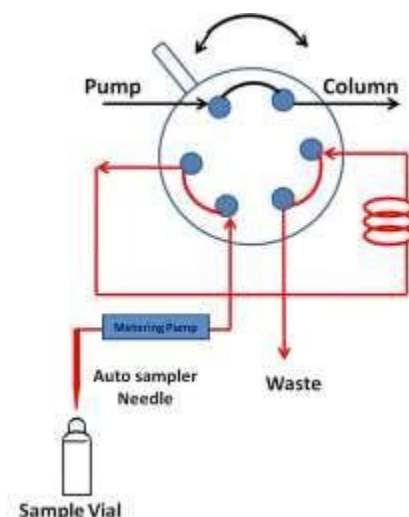 Pump
Column
Metering Pump
Auto sampler
Needle
Waste
Sample Vial